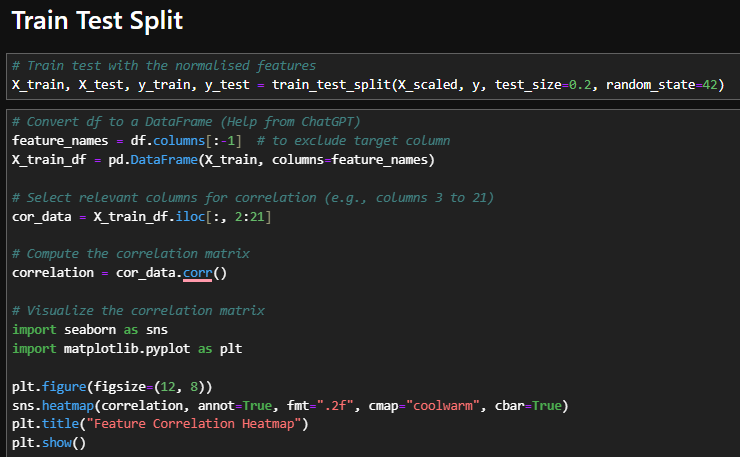 Train Test Split
# Train test with the normalised features
X_train, X_test, y_train, y_test = train_test_split(X_scaled, y, test_size=0.2, random_state=42)
# Convert df to a DataFrame (Help from ChatGPT)
feature_names = df.columns[:-1]  # to exclude target column
X_train_df = pd.DataFrame(X_train, columns=feature_names)
# Select relevant columns for correlation (e.g., columns 3 to 21)
cor_data = X_train_df.iloc[:, 2:21]
# Compute the correlation matrix
correlation = cor_data.corr()
# Visualize the correlation matrix
import seaborn as sns
import matplotlib.pyplot as plt
plt.figure(figsize=(12, 8))
sns.heatmap(correlation, annot=True, fmt=".2f", cmap="coolwarm", cbar=True)
plt.title("Feature Correlation Heatmap")
plt.show()